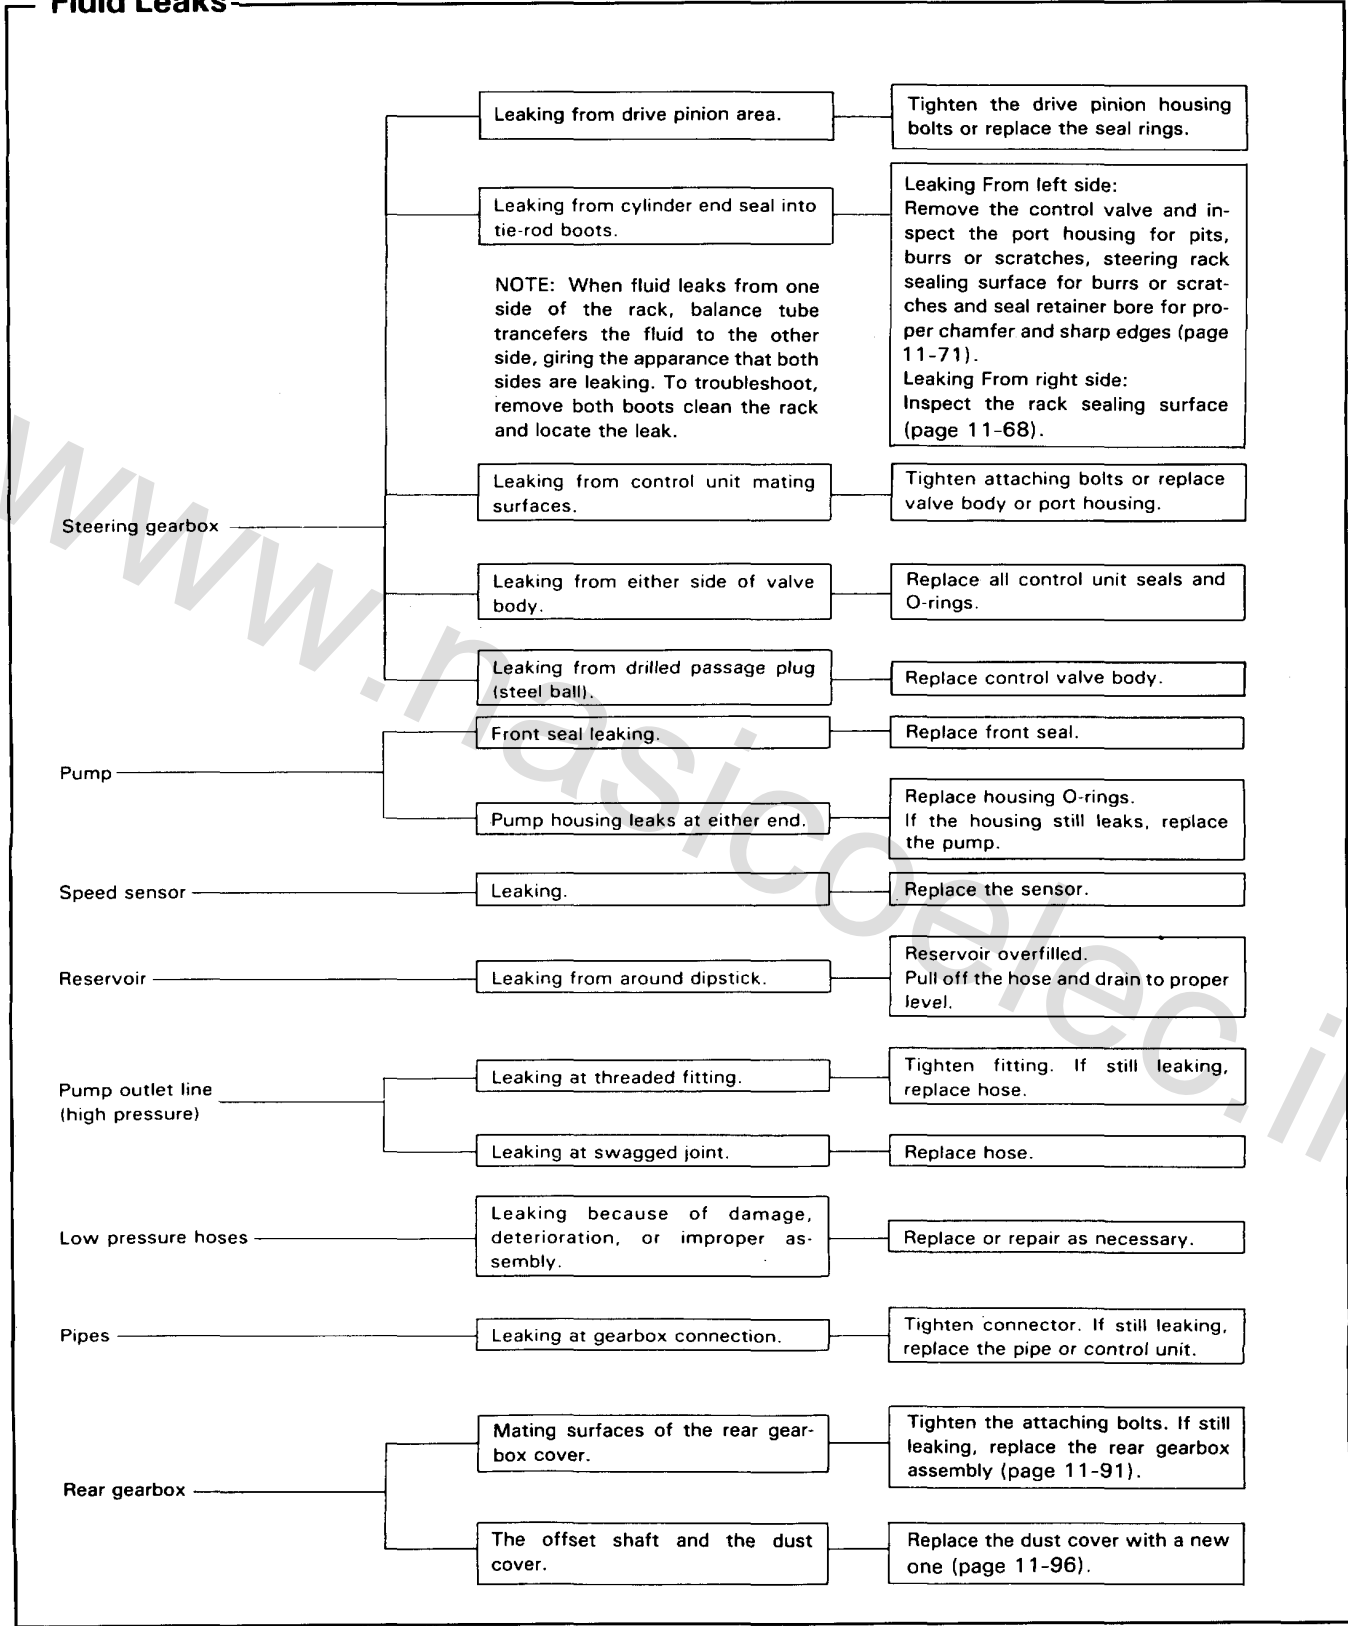 Fluid Leaks
Leaking from drive pinion area.
Tighten the drive pinion housing
bolts or replace the seal rings.
Leaking from cylinder end seal into
tie-rod boots.
NOTE: When fluid leaks from one
side of the rack, balance tube
trancefers the fluid to the other
side, giring the apparance that both
sides are leaking. To troubleshoot,
remove both boots clean the rack
and locate the leak.
Leaking From left side:
Remove the control valve and in-
spect the port housing for pits,
burrs or scratches, steering rack
sealing surface for burrs or scrat-
ches and seal retainer bore for pro-
per chamfer and sharp edges (page
11-71).
Leaking From right side:
Inspect the rack sealing surface
(page 11-68).
Steering gearbox
Leaking from control unit mating
surfaces.
Tighten attaching bolts or replace
valve body or port housing.
Leaking from either side of valve
body.
Replace all control unit seals and
O-rings.
Leaking from drilled passage plug
(steel ball).
Replace control valve body.
Pump
Front seal leaking.
Replace front seal.
Pump housing leaks at either end.
Replace housing O-rings.
If the housing still leaks, replace
the pump.
Speed sensor
Leaking.
Replace the sensor.
Reservoir
Leaking from around dipstick.
Reservoir overfilled.
Pull off the hose and drain to proper
level.
Pump outlet line
(high pressure)
Leaking at threaded fitting.
Tighten fitting. If still leaking,
replace hose.
Leaking at swagged joint.
Replace hose.
Low pressure hoses
Leaking because of damage,
deterioration, or improper as-
sembly.
Replace or repair as necessary.
Pipes
Leaking at gearbox connection.
Tighten connector. If still leaking,
replace the pipe or control unit.
Rear gearbox
Mating surfaces of the rear gear-
box cover.
Tighten the attaching bolts. If still
leaking, replace the rear gearbox
assembly (page 11-91).
The offset shaft and the dust
cover.
Replace the dust cover with a new
one (page 11-96).
www.nasicoelec.il